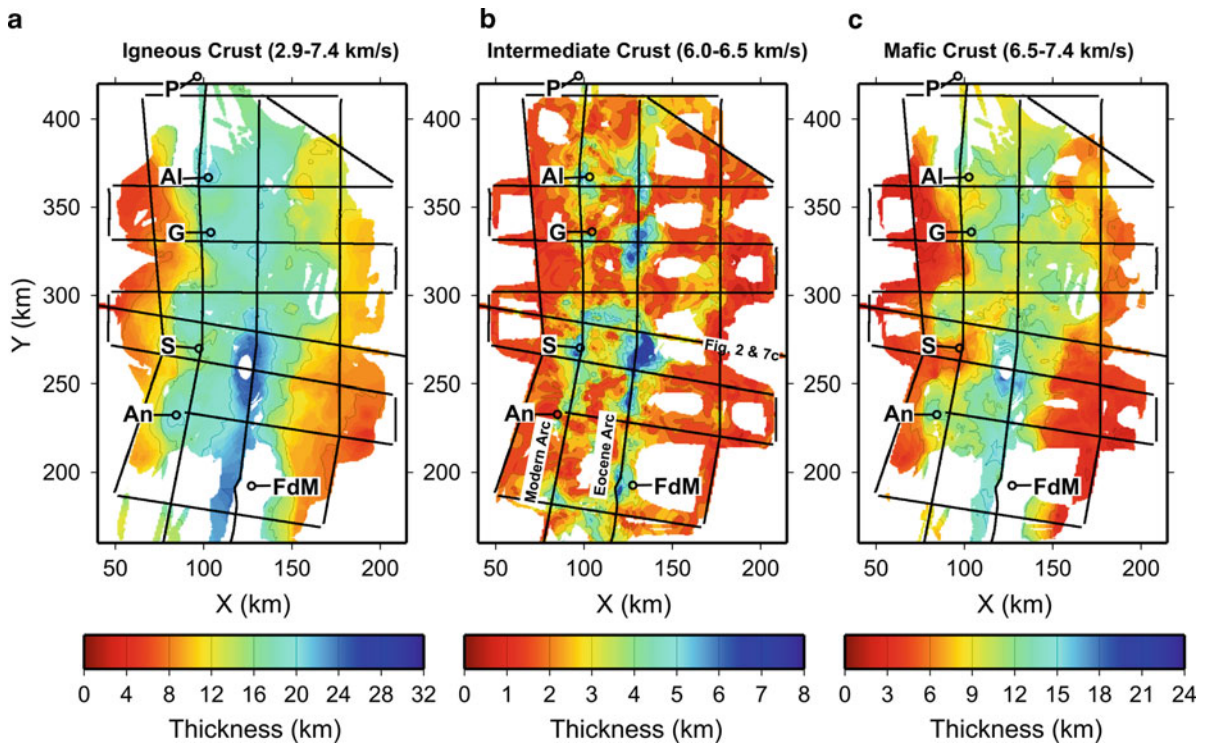 a
Igneous Crust (2.9-7.4 km/s)
b
Intermediate Crust (6.0-6.5 km/s)
c
Mafic Crust (6.5-7.4 km/s)
P
P
P
400
400
400
Al
Al
Al
350
350
350
G
G
G
Y (km)
300
300
300
S
S
S
Fig. 2 & 7c
250
250
250
An
An
An
Modern Arc
Eocene Arc
200
FdM
200
FdM
200
FdM
50 100 150 200
50 100 150 200
50 100 150 200
X (km)
X (km)
X (km)
0 4 8 12 16 20 24 28 32
0 1 2 3 4 5 6 7 8
0 3 6 9 12 15 18 21 24
Thickness (km)
Thickness (km)
Thickness (km)